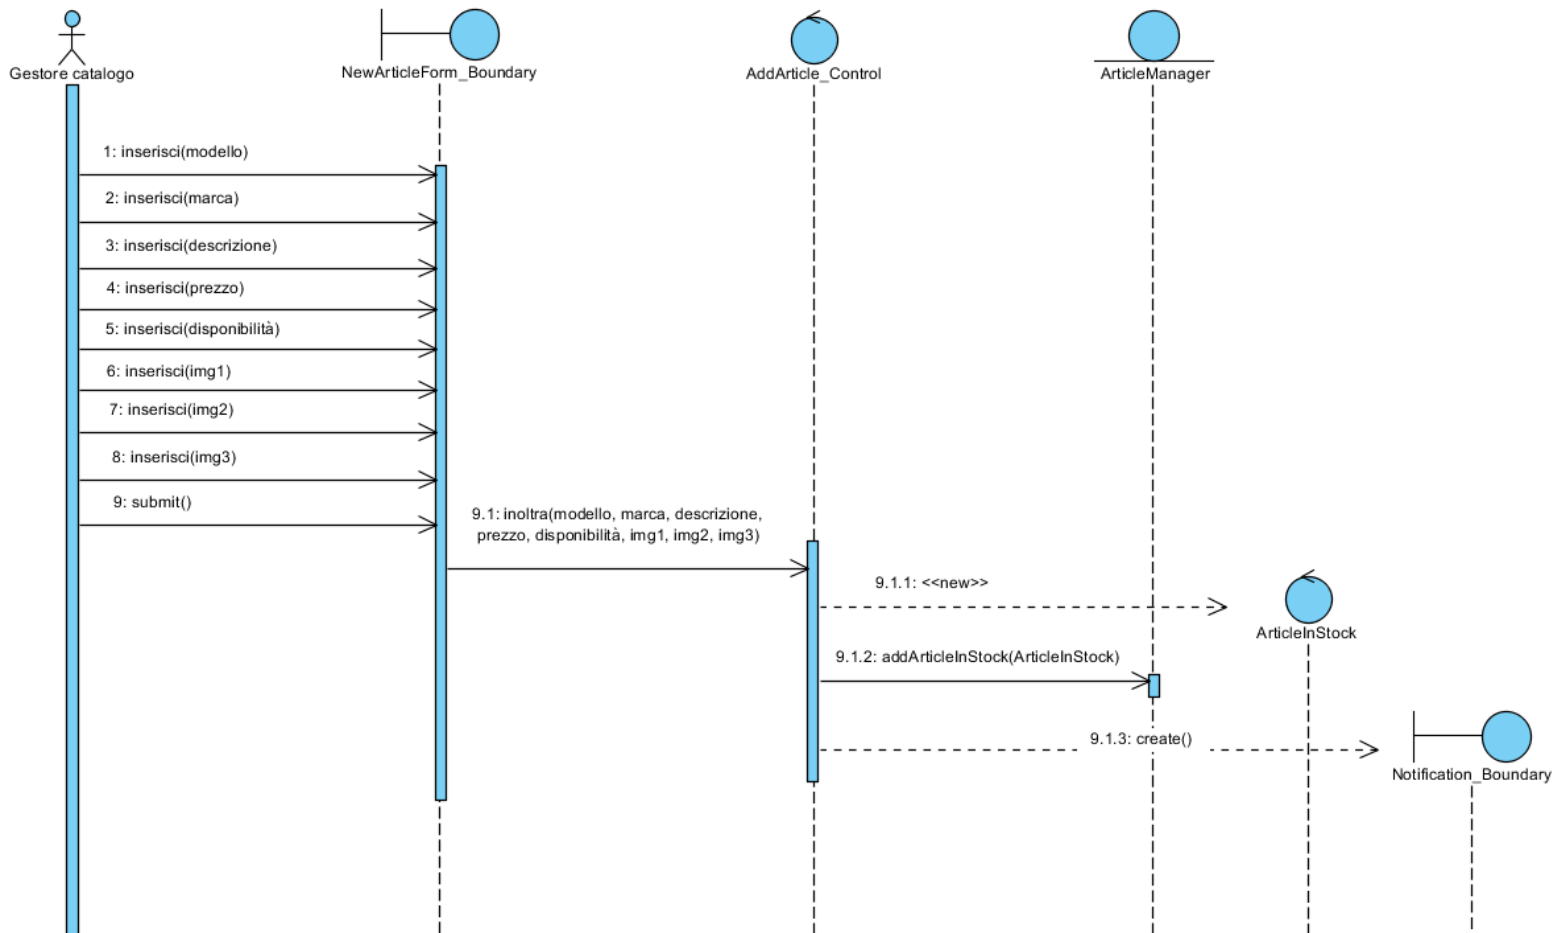 Gestore catalogo
NewArticleForm_Boundary
AddArticle_Control
ArticleManager
1: inserisci(modello)
2: inserisci(marca)
3: inserisci(descrizione)
4: inserisci(prezzo)
5: inserisci(disponibilità)
6: inserisci(img1)
7: inserisci(img2)
8: inserisci(img3)
9: submit()
9.1: inoltra(modello, marca, descrizione,
prezzo, disponibilità, img1, img2, img3)
9.1.1: <<new>>
ArticleInStock
9.1.2: addArticleInStock(ArticleInStock)
9.1.3: create()
Notification_Boundary